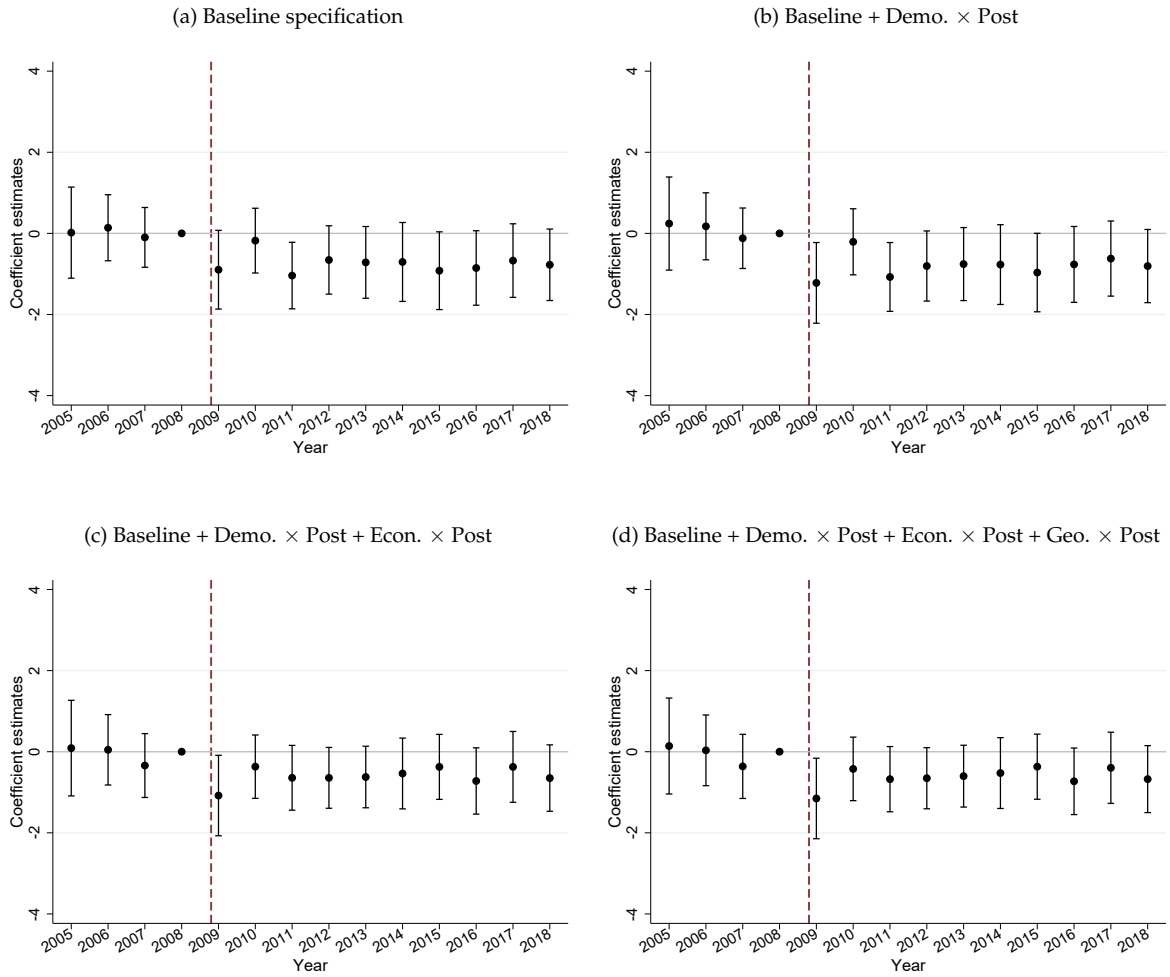 (a) Baseline specification
4
2
0
-2
-4
Coefficient estimates
2005 2006 2007 2008 2009 2010 2011 2012 2013 2014 2015 2016 2017 2018
Year
(b) Baseline + Demo. × Post
4
2
0
-2
-4
Coefficient estimates
2005 2006 2007 2008 2009 2010 2011 2012 2013 2014 2015 2016 2017 2018
Year
(c) Baseline + Demo. × Post + Econ. × Post
4
2
0
-2
-4
Coefficient estimates
2005 2006 2007 2008 2009 2010 2011 2012 2013 2014 2015 2016 2017 2018
Year
(d) Baseline + Demo. × Post + Econ. × Post + Geo. × Post
4
2
0
-2
-4
Coefficient estimates
2005 2006 2007 2008 2009 2010 2011 2012 2013 2014 2015 2016 2017 2018
Year